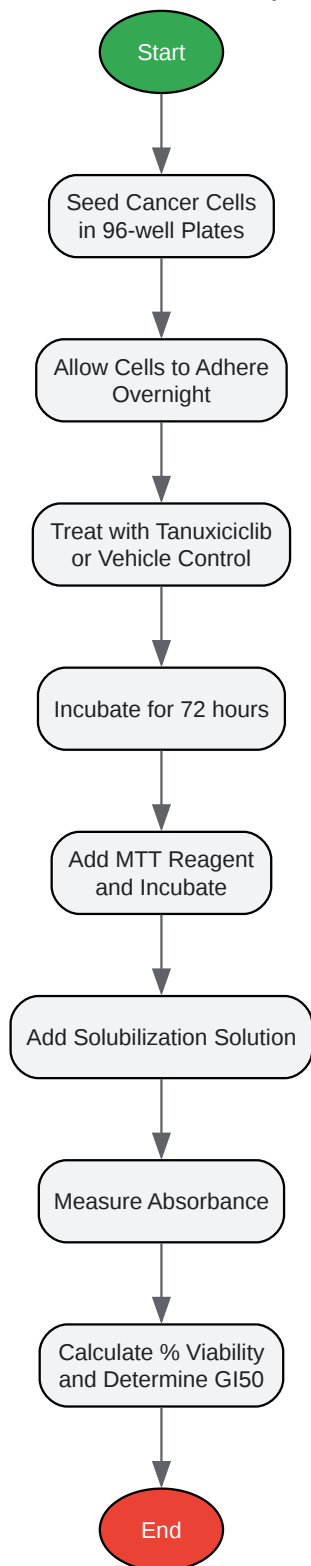 Start
Seed Cancer Cells
in 96-well Plates
Allow Cells to Adhere
Overnight
Treat with Tanuxiciclib
or Vehicle Control
Incubate for 72 hours
Add MTT Reagent
and Incubate
Add Solubilization Solution
Measure Absorbance
Calculate % Viability
and Determine GI50
End